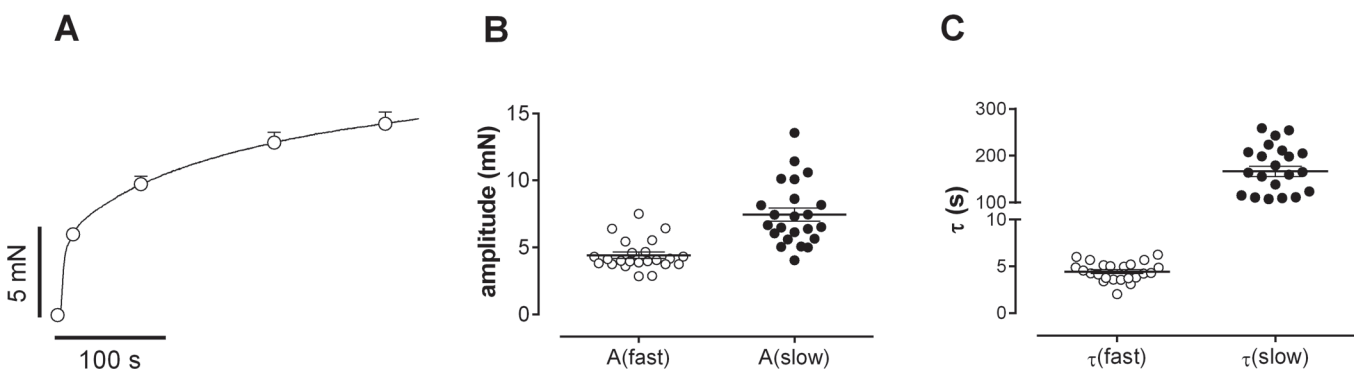 A
5 mN
100 s
B
amplitude (mN)
15
10
5
0
A(fast)
A(slow)
C
τ (s)
300
200
100
10
5
0
τ(fast)
τ(slow)